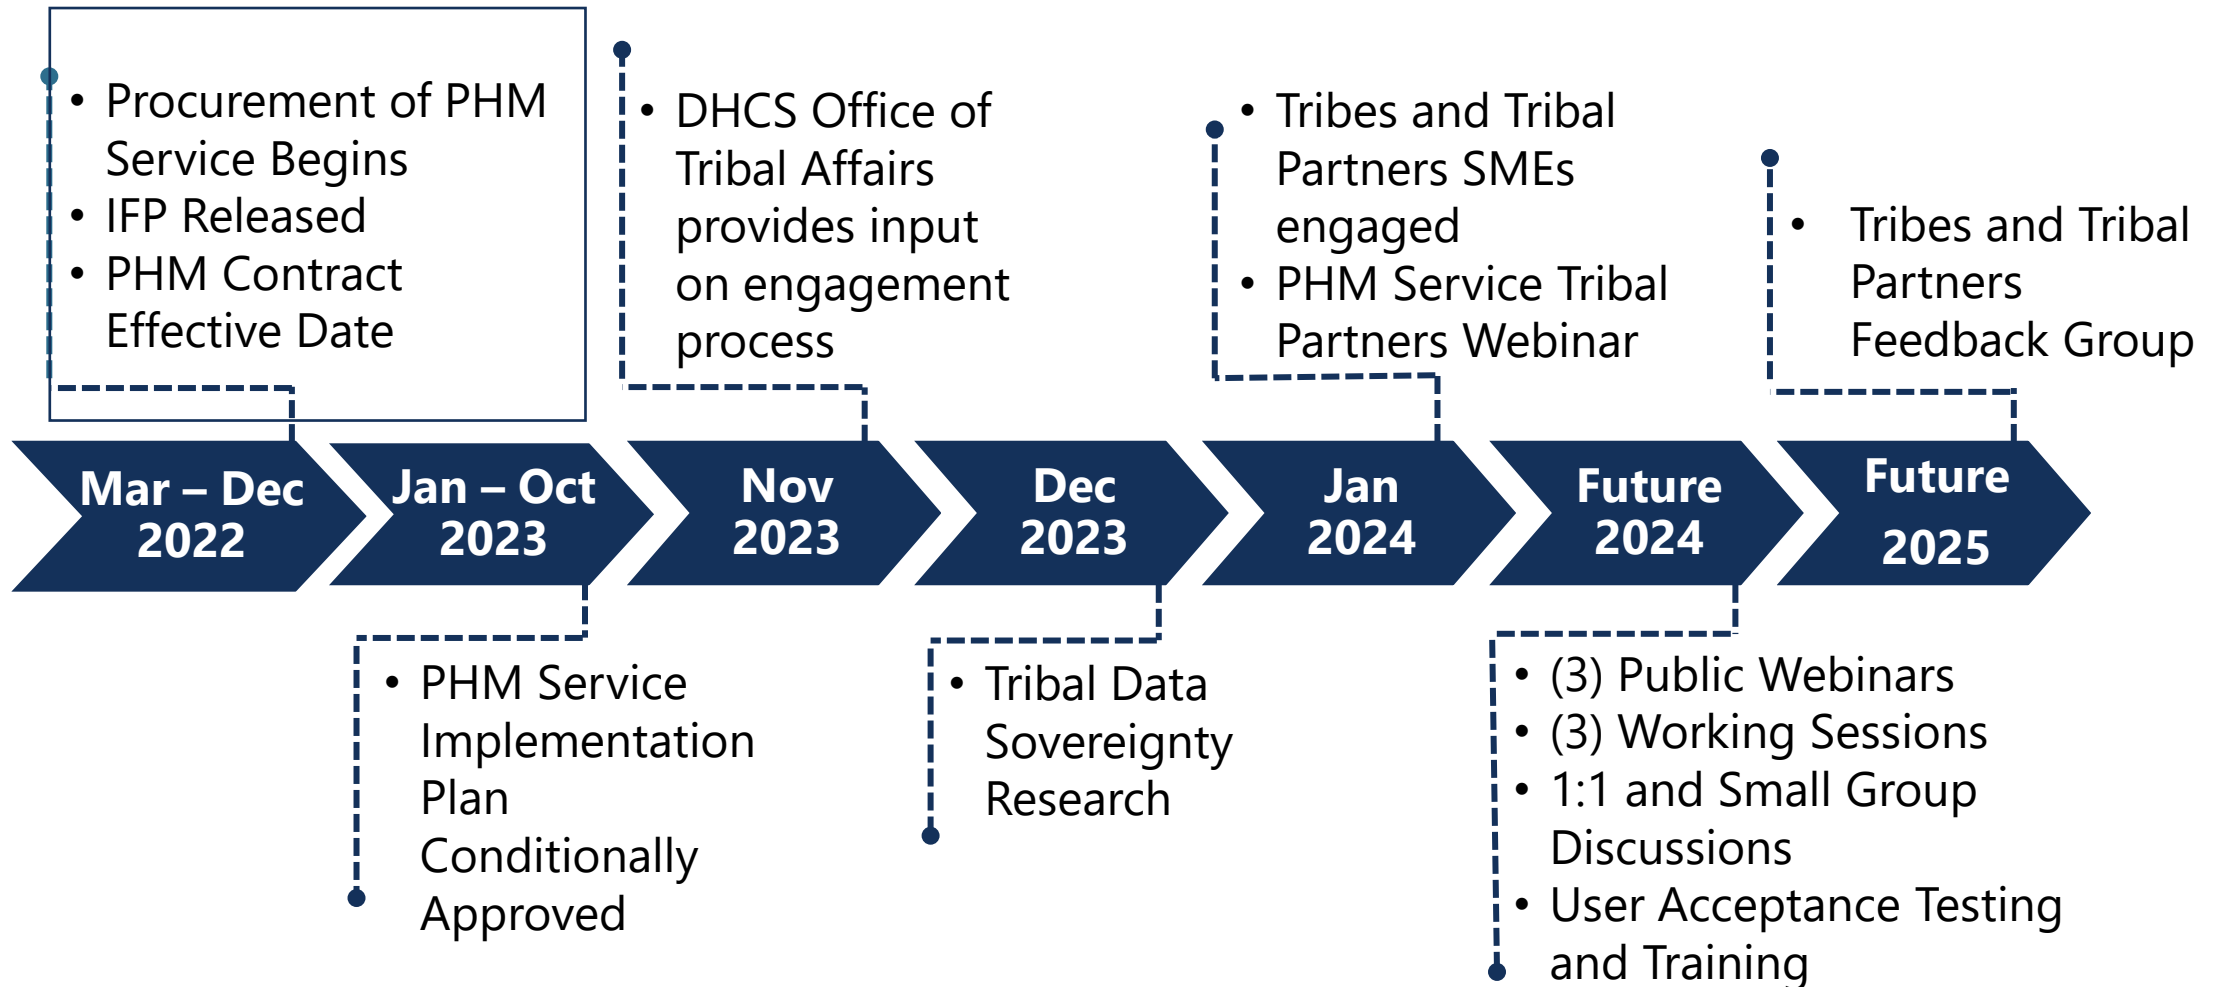 • Procurement of PHM
Service Begins
• IFP Released
• PHM Contract
Effective Date
• DHCS Office of
Tribal Affairs
provides input
on engagement
process
• Tribes and Tribal
Partners SMEs
engaged
• PHM Service Tribal
Partners Webinar
• Tribes and Tribal
Partners
Feedback Group
Mar – Dec
2022
Jan – Oct
2023
Nov
2023
Dec
2023
Jan
2024
Future
2024
Future
2025
• PHM Service
Implementation
Plan
Conditionally
Approved
• Tribal Data
Sovereignty
Research
• (3) Public Webinars
• (3) Working Sessions
• 1:1 and Small Group
Discussions
• User Acceptance Testing
and Training